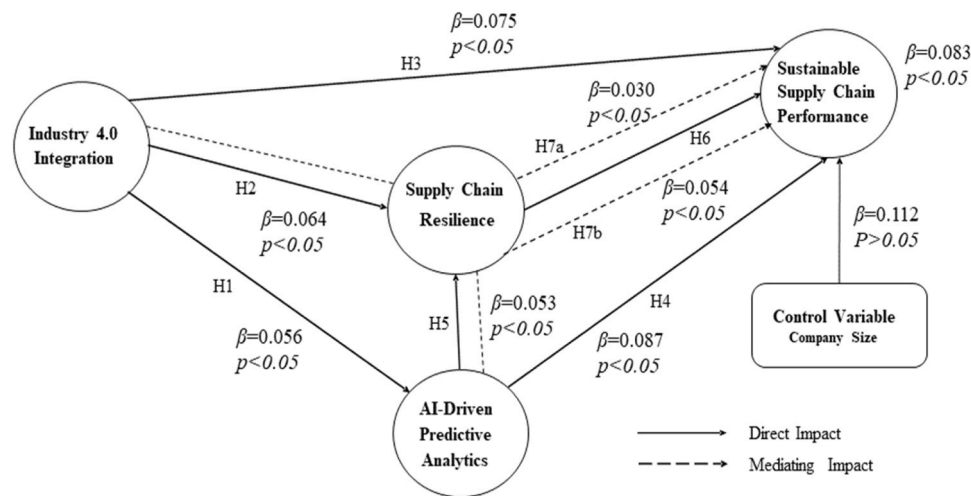 β=0.075
p<0.05
H3
Sustainable
Supply Chain
Performance
β=0.083
p<0.05
Industry 4.0
Integration
β=0.030
p<0.05
H7a
H6
H2
Supply Chain
Resilience
β=0.064
p<0.05
β=0.054
p<0.05
H7b
β=0.112
P>0.05
H1
H5
β=0.053
p<0.05
H4
Control Variable
Company Size
β=0.056
p<0.05
β=0.087
p<0.05
AI-Driven
Predictive
Analytics
Direct Impact
Mediating Impact